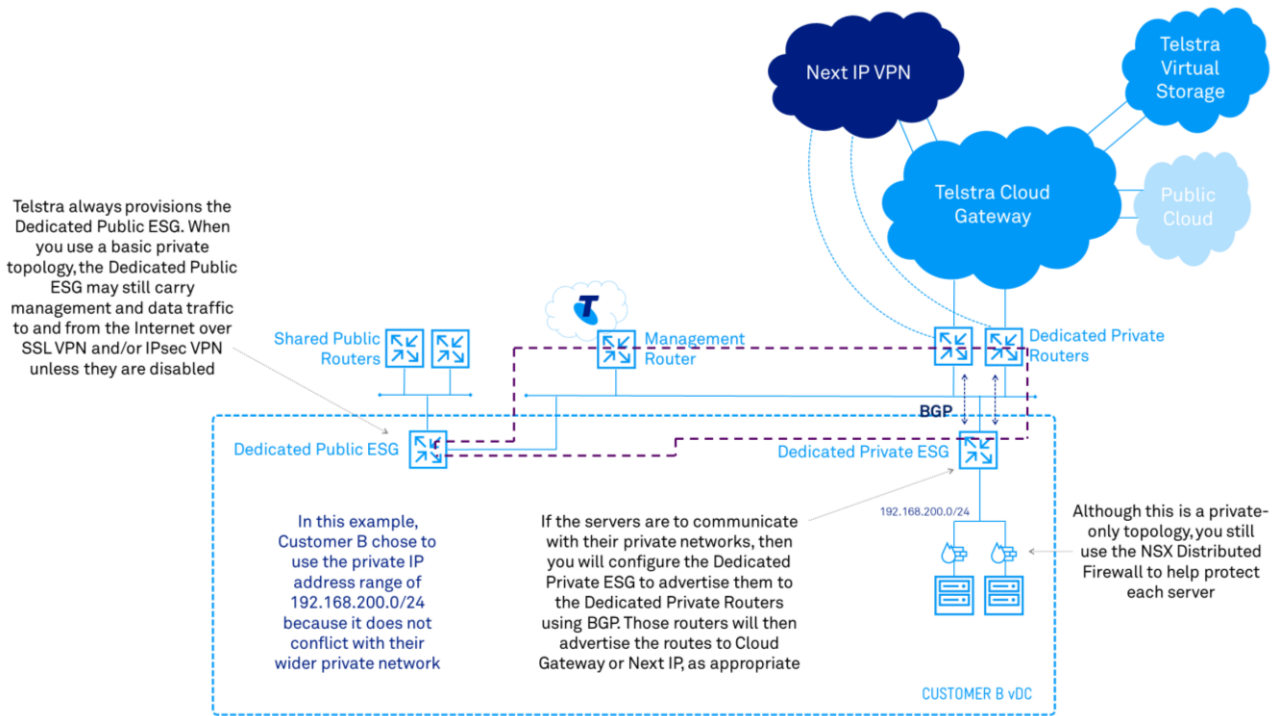 Next IP VPN
Telstra
Virtual
Storage
Telstra Cloud
Gateway
Public
Cloud
Telstra always provisions the
Dedicated Public ESG. When
you use a basic private
topology, the Dedicated Public
ESG may still carry
management and data traffic
to and from the Internet over
SSL VPN and/or IPsec VPN
unless they are disabled
Shared Public
Routers
T
Management
Router
Dedicated Private
Routers
BGP
Dedicated Public ESG
Dedicated Private ESG
192.168.200.0/24
In this example,
Customer B chose to
use the private IP
address range of
192.168.200.0/24
because it does not
conflict with their
wider private network
If the servers are to communicate
with their private networks, then
you will configure the Dedicated
Private ESG to advertise them to
the Dedicated Private Routers
using BGP. Those routers will then
advertise the routes to Cloud
Gateway or Next IP, as appropriate
Although this is a private-
only topology, you still
use the NSX Distributed
Firewall to help protect
each server
CUSTOMER B vDC